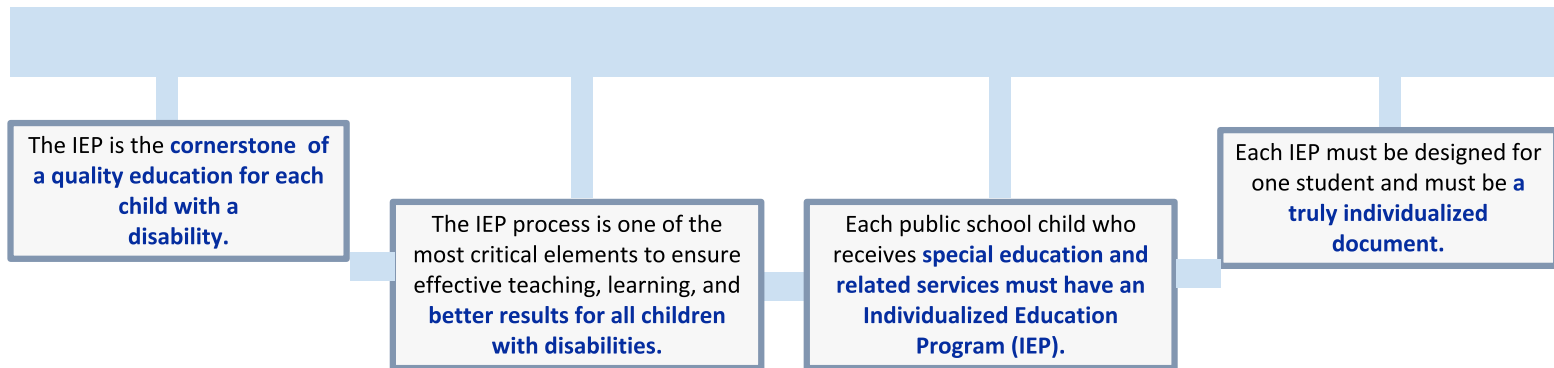 The IEP is the cornerstone of
a quality education for each
child with a
disability.
The IEP process is one of the
most critical elements to ensure
effective teaching, learning, and
better results for all children
with disabilities.
Each public school child who
receives special education and
related services must have an
Individualized Education
Program (IEP).
Each IEP must be designed for
one student and must be a
truly individualized
document.